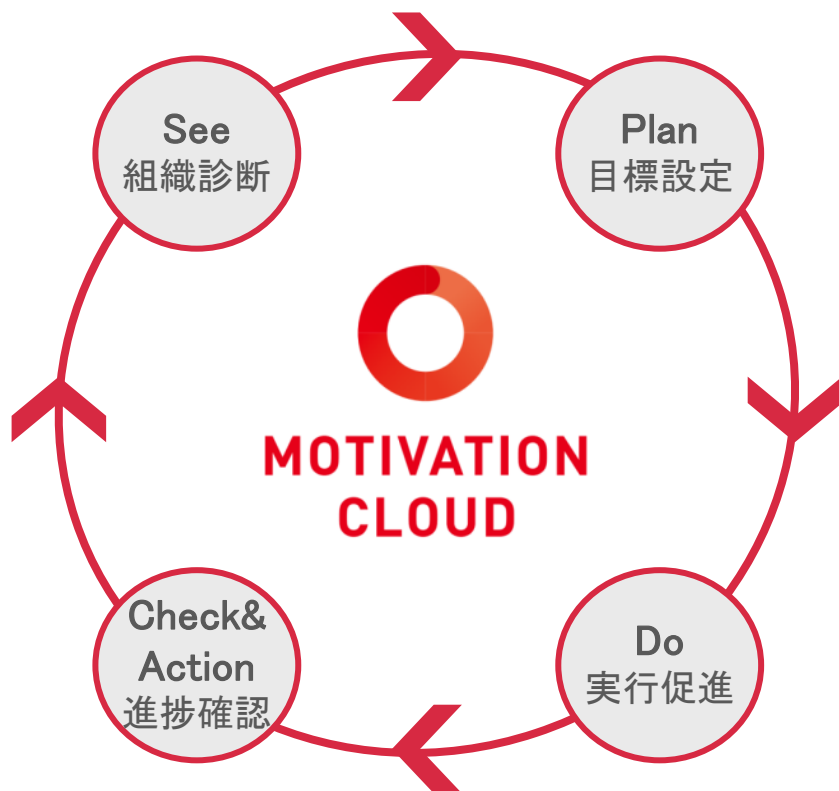 See
組織診断
Plan
目標設定
MOTIVATION
CLOUD
Check&
Action
進捗確認
Do
実行促進